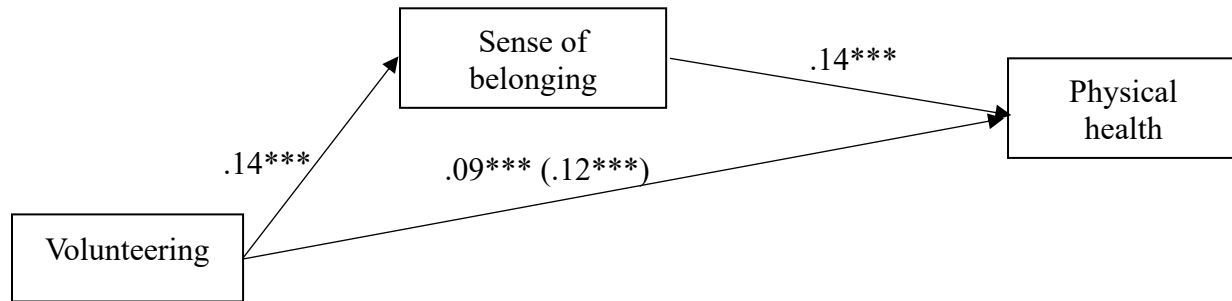 Sense of
belonging
.14***
Physical
health
.14***
.09*** (.12***)
Volunteering